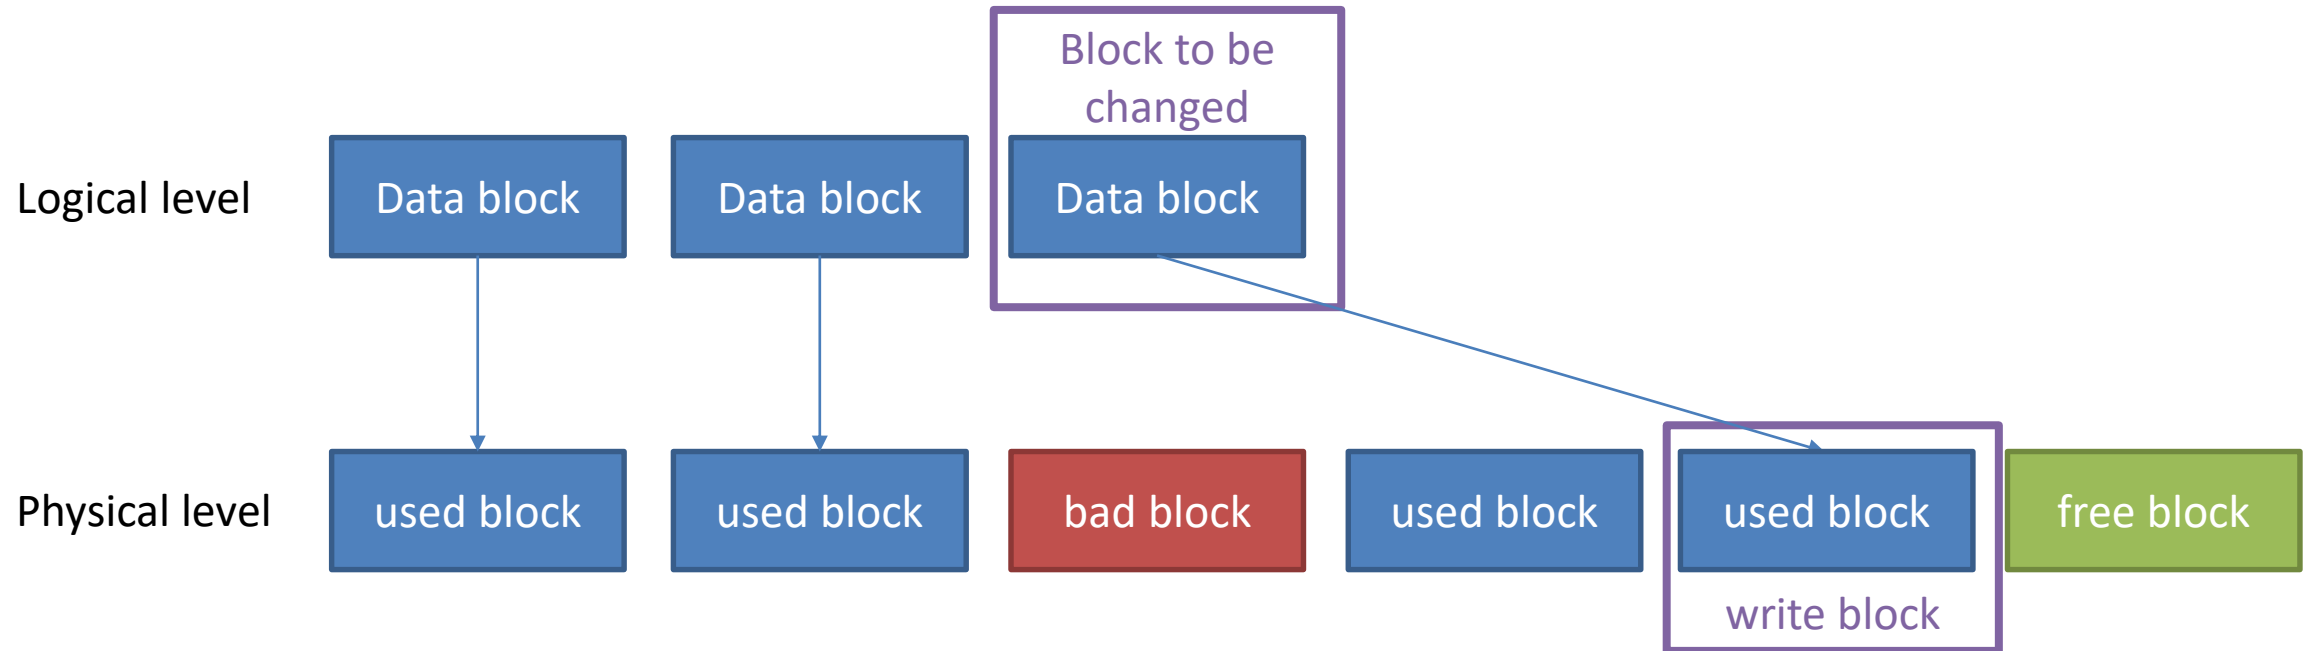 Block to be
changed
Logical level
Data block
Data block
Data block
Physical level
used block
used block
bad block
used block
used block
free block
write block